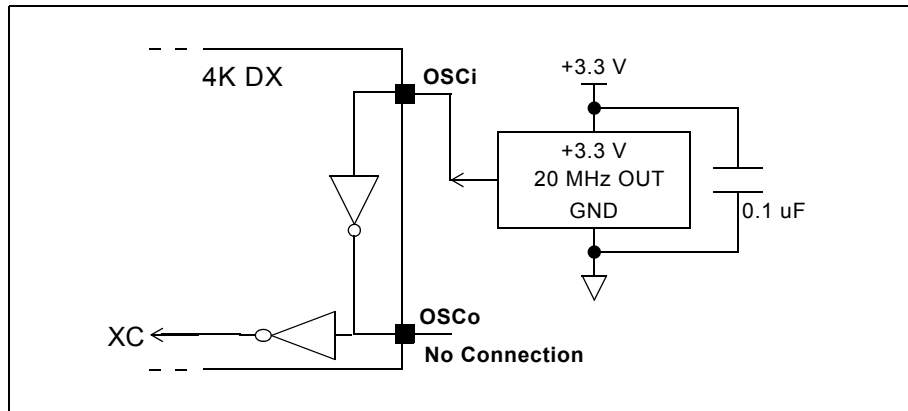 4K DX
OSCi
+3.3 V
+3.3 V
20 MHz OUT
GND
0.1 uF
XC
OSCo
No Connection